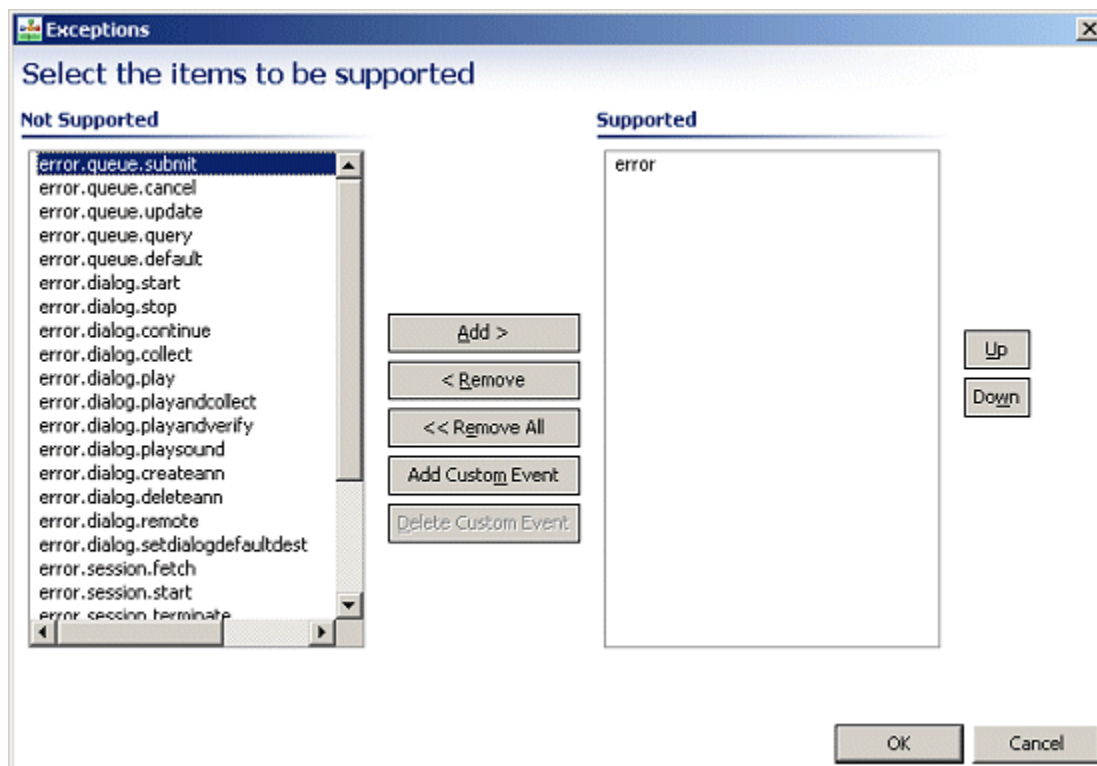 Exceptions
Select the items to be supported
Not Supported
Supported
error.queue.submit
error.queue.cancel
error.queue.update
error.queue.query
error.queue.default
error.dialog.start
error.dialog.stop
error.dialog.continue
error.dialog.collect
error.dialog.play
error.dialog.playandcollect
error.dialog.playandverify
error.dialog.playsound
error.dialog.createann
error.dialog.deleteann
error.dialog.remote
error.dialog.setdialogdefaultdest
error.session.fetch
error.session.start
error.session.terminate
Add >
< Remove
<< Remove All
Add Custom Event
Delete Custom Event
error
Up
Down
OK
Cancel